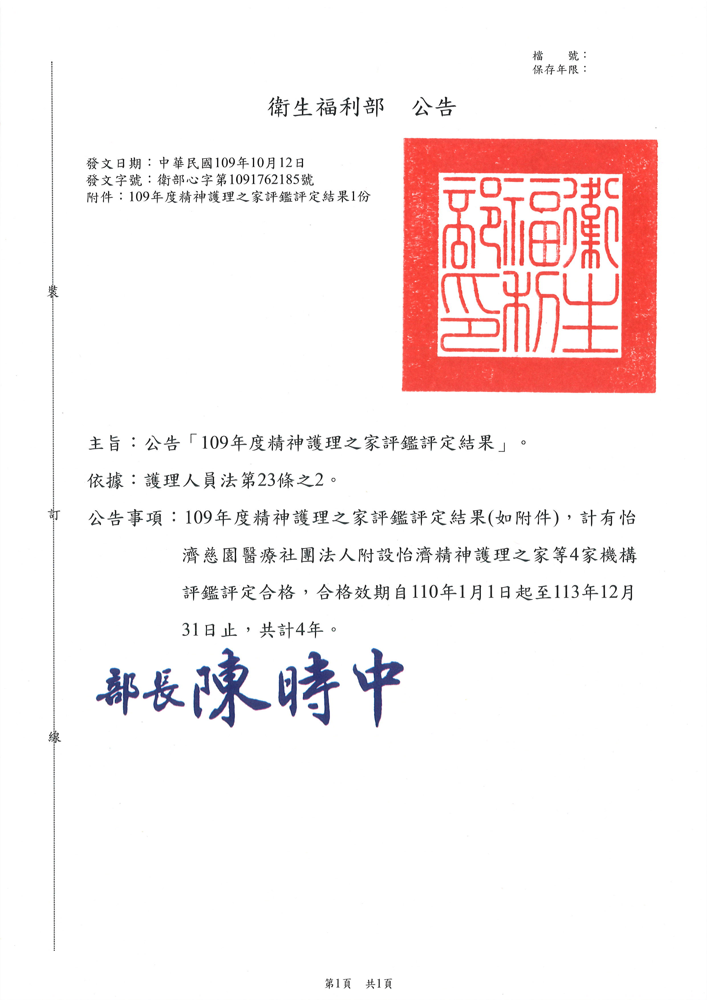 檔　　號：
保存年限：
衛生福利部　公告
發文日期：中華民國109年10月12日
發文字號：衛部心字第1091762185號
附件：109年度精神護理之家評鑑評定結果1份
衛生福利部印
主旨：公告「109年度精神護理之家評鑑評定結果」。
依據：護理人員法第23條之2。
公告事項：109年度精神護理之家評鑑評定結果(如附件)，計有怡
濟慈園醫療社團法人附設怡濟精神護理之家等4家機構
評鑑評定合格，合格效期自110年1月1日起至113年12月
31日止，共計4年。
部長陳時中
裝
訂
線
第1頁　共1頁